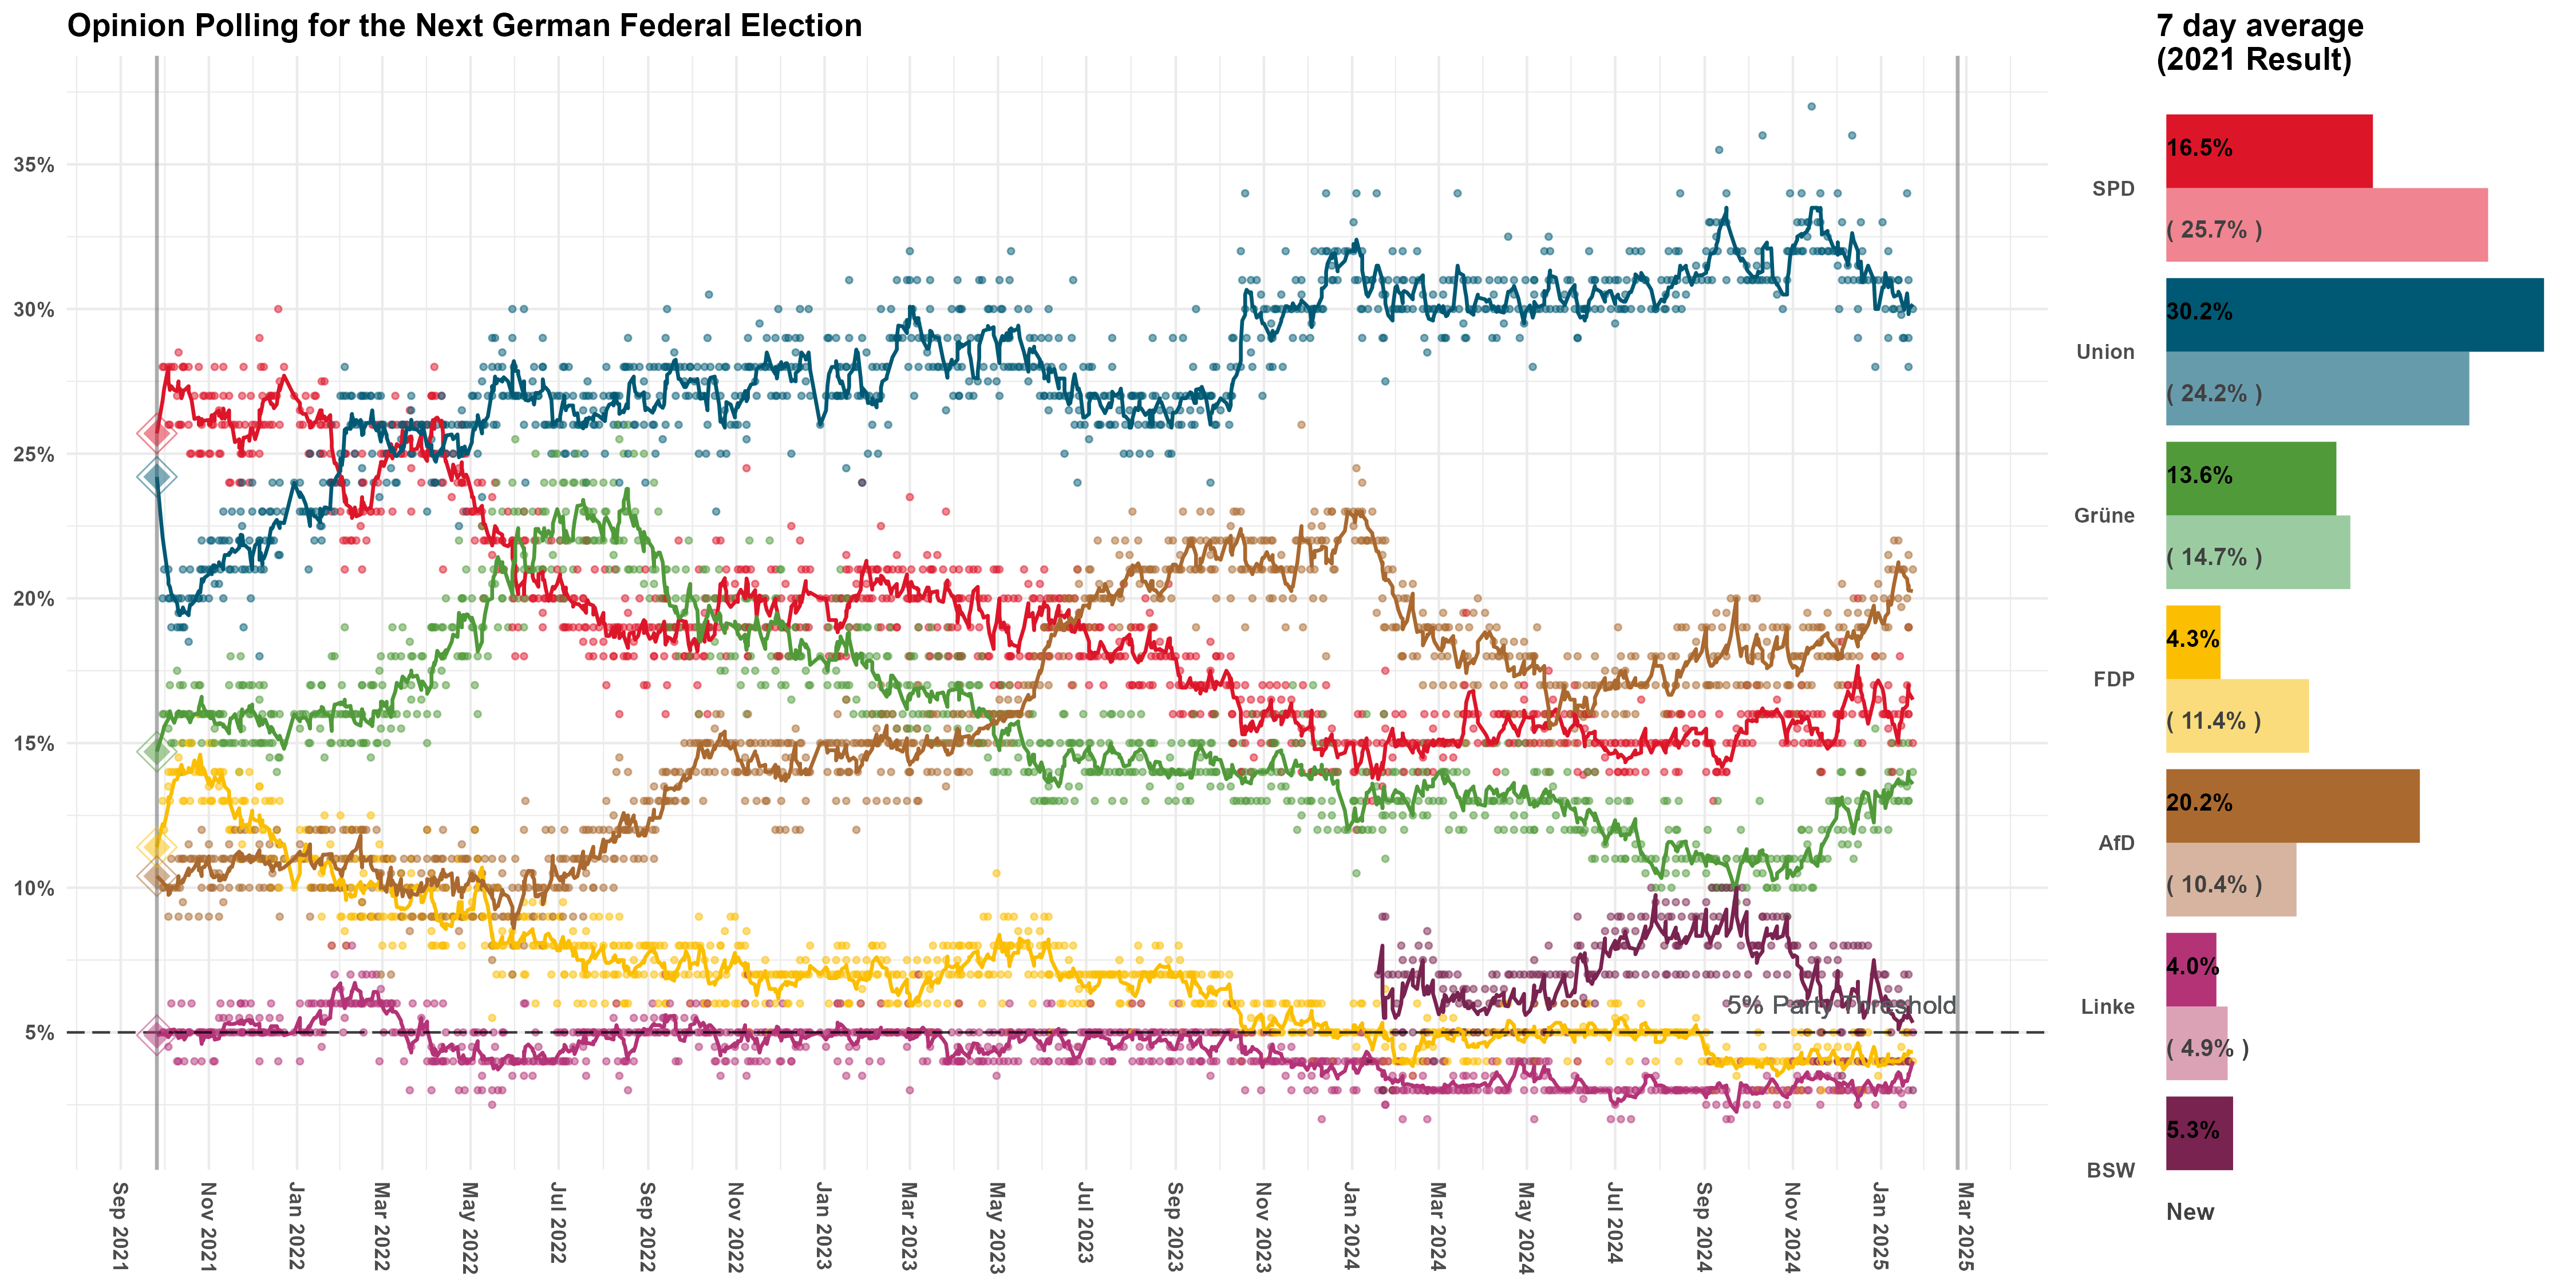 Opinion Polling for the Next German Federal Election
35%
30%
25%
20%
15%
10%
5%
5% Party Threshold
Sep 2021
Nov 2021
Jan 2022
Mar 2022
May 2022
Jul 2022
Sep 2022
Nov 2022
Jan 2023
Mar 2023
May 2023
Jul 2023
Sep 2023
Nov 2023
Jan 2024
Mar 2024
May 2024
Jul 2024
Sep 2024
Nov 2024
Jan 2025
Mar 2025
7 day average
(2021 Result)
16.5%
SPD
( 25.7% )
30.2%
Union
( 24.2% )
13.6%
Grüne
( 14.7% )
4.3%
FDP
( 11.4% )
20.2%
AfD
( 10.4% )
4.0%
Linke
( 4.9% )
5.3%
BSW
New